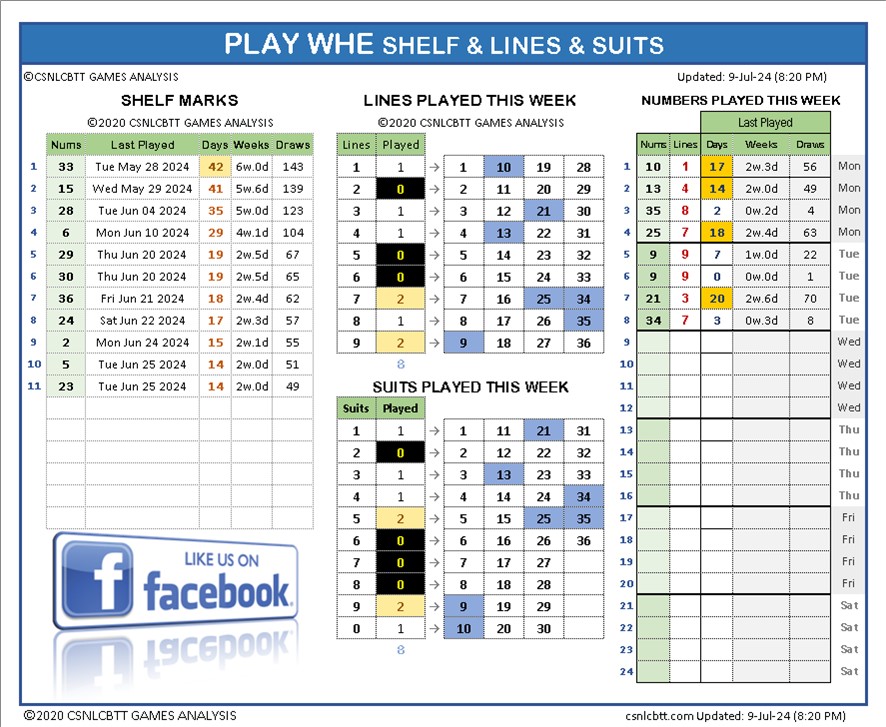 PLAY WHE SHELF & LINES & SUITS
©CSNLCBTT GAMES ANALYSIS
Updated: 9-Jul-24 (8:20 PM)
SHELF MARKS
©2020 CSNLCBTT GAMES ANALYSIS
Nums Last Played Days Weeks Draws
1 33 Tue May 28 2024 42 6w.0d 143
2 15 Wed May 29 2024 41 5w.6d 139
3 28 Tue Jun 04 2024 35 5w.0d 123
4 6 Mon Jun 10 2024 29 4w.1d 104
5 29 Thu Jun 20 2024 19 2w.5d 67
6 30 Thu Jun 20 2024 19 2w.5d 65
7 36 Fri Jun 21 2024 18 2w.4d 62
8 24 Sat Jun 22 2024 17 2w.3d 57
9 2 Mon Jun 24 2024 15 2w.1d 55
10 5 Tue Jun 25 2024 14 2w.0d 51
11 23 Tue Jun 25 2024 14 2w.0d 49
LIKE US ON
facebook.
LINES PLAYED THIS WEEK
©2020 CSNLCBTT GAMES ANALYSIS
Lines Played
1 1 → 1 10 19 28
2 0 → 2 11 20 29
3 1 → 3 12 21 30
4 1 → 4 13 22 31
5 0 → 5 14 23 32
6 0 → 6 15 24 33
7 2 → 7 16 25 34
8 1 → 8 17 26 35
9 2 → 9 18 27 36
8
SUITS PLAYED THIS WEEK
Suits Played
1 1 → 1 11 21 31
2 0 → 2 12 22 32
3 1 → 3 13 23 33
4 1 → 4 14 24 34
5 2 → 5 15 25 35
6 0 → 6 16 26 36
7 0 → 7 17 27
8 0 → 8 18 28
9 2 → 9 19 29
0 1 → 10 20 30
8
NUMBERS PLAYED THIS WEEK
Last Played
Nums Lines Days Weeks Draws
1 10 1 17 2w.3d 56 Mon
2 13 4 14 2w.0d 49 Mon
3 35 8 2 0w.2d 4 Mon
4 25 7 18 2w.4d 63 Mon
5 9 9 7 1w.0d 22 Tue
6 9 9 0 0w.0d 1 Tue
7 21 3 20 2w.6d 70 Tue
8 34 7 3 0w.3d 8 Tue
9 Wed
10 Wed
11 Wed
12 Wed
13 Thu
14 Thu
15 Thu
16 Thu
17 Fri
18 Fri
19 Fri
20 Fri
21 Sat
22 Sat
23 Sat
24 Sat
©2020 CSNLCBTT GAMES ANALYSIS
csnlcbtt.com Updated: 9-Jul-24 (8:20 PM)